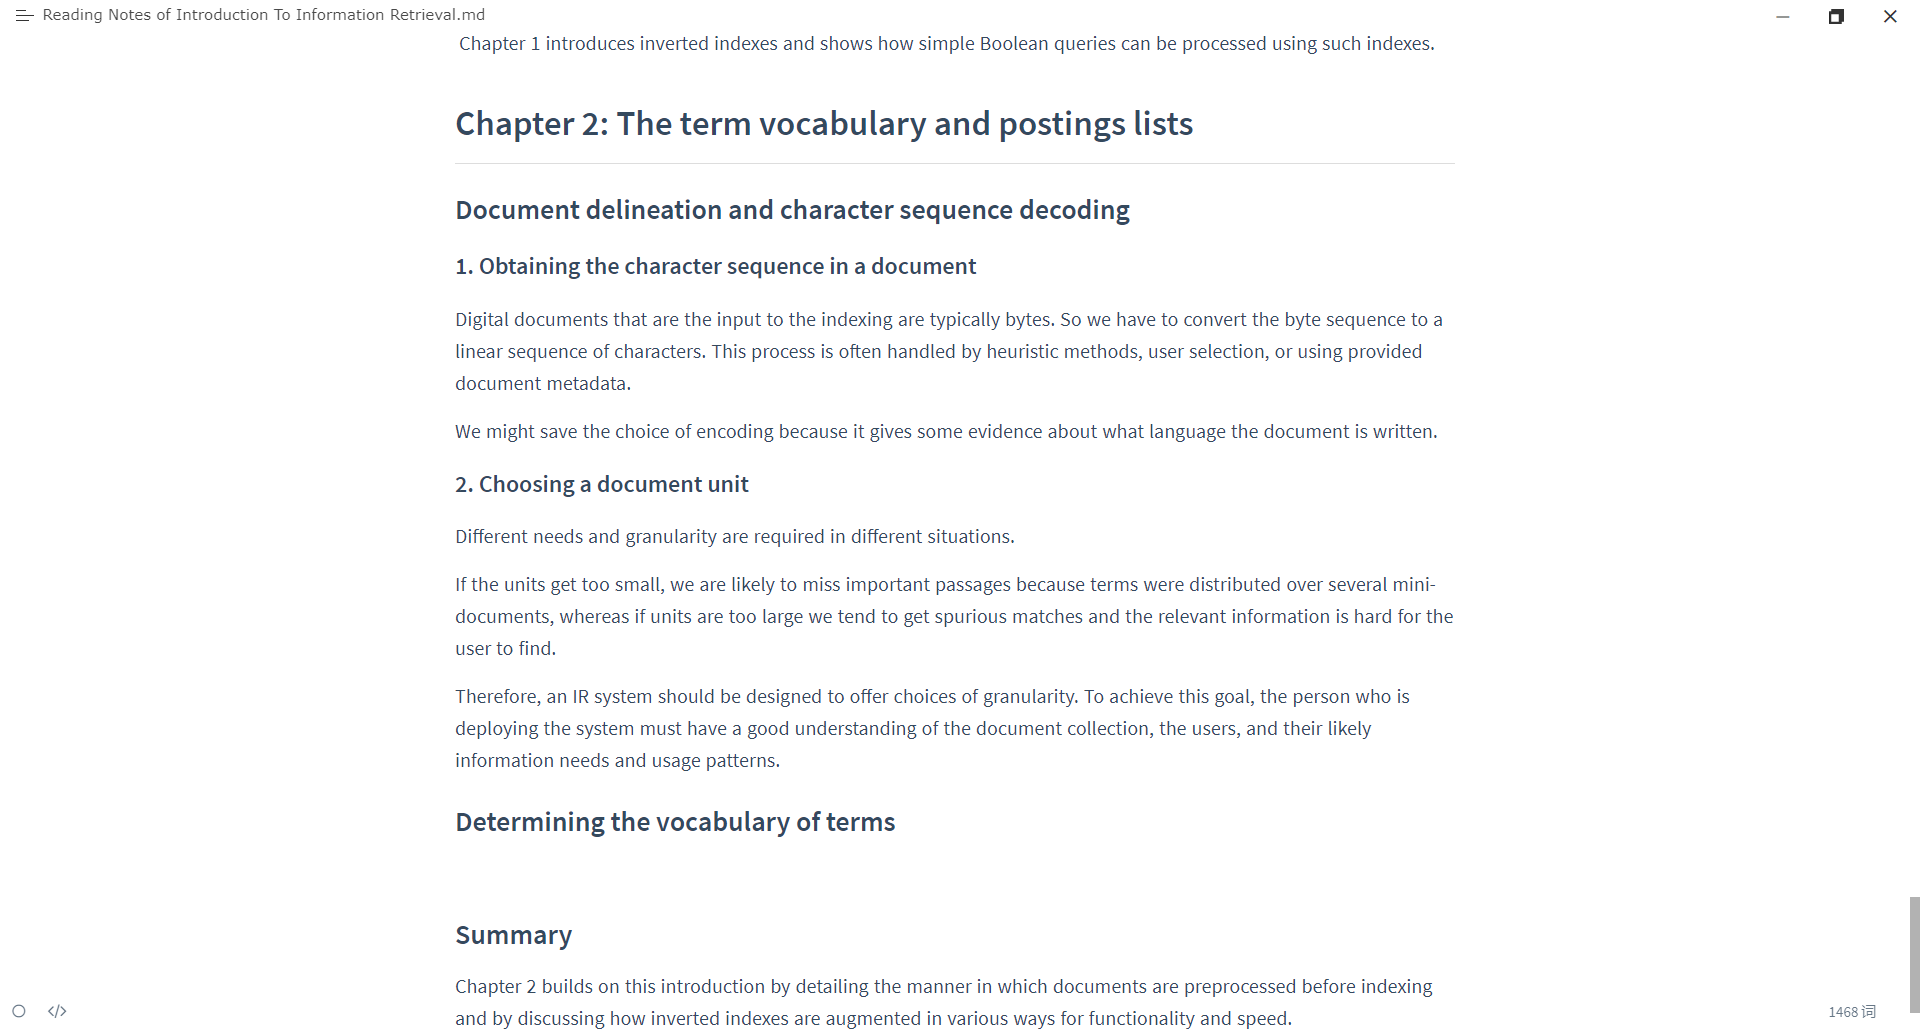 Reading Notes of Introduction To Information Retrieval.md
Chapter 1 introduces inverted indexes and shows how simple Boolean queries can be processed using such indexes.
Chapter 2: The term vocabulary and postings lists
Document delineation and character sequence decoding
1. Obtaining the character sequence in a document
Digital documents that are the input to the indexing are typically bytes. So we have to convert the byte sequence to a
linear sequence of characters. This process is often handled by heuristic methods, user selection, or using provided
document metadata.
We might save the choice of encoding because it gives some evidence about what language the document is written.
2. Choosing a document unit
Different needs and granularity are required in different situations.
If the units get too small, we are likely to miss important passages because terms were distributed over several mini-
documents, whereas if units are too large we tend to get spurious matches and the relevant information is hard for the
user to find.
Therefore, an IR system should be designed to offer choices of granularity. To achieve this goal, the person who is
deploying the system must have a good understanding of the document collection, the users, and their likely
information needs and usage patterns.
Determining the vocabulary of terms
Summary
Chapter 2 builds on this introduction by detailing the manner in which documents are preprocessed before indexing
and by discussing how inverted indexes are augmented in various ways for functionality and speed.
</>
1468 词